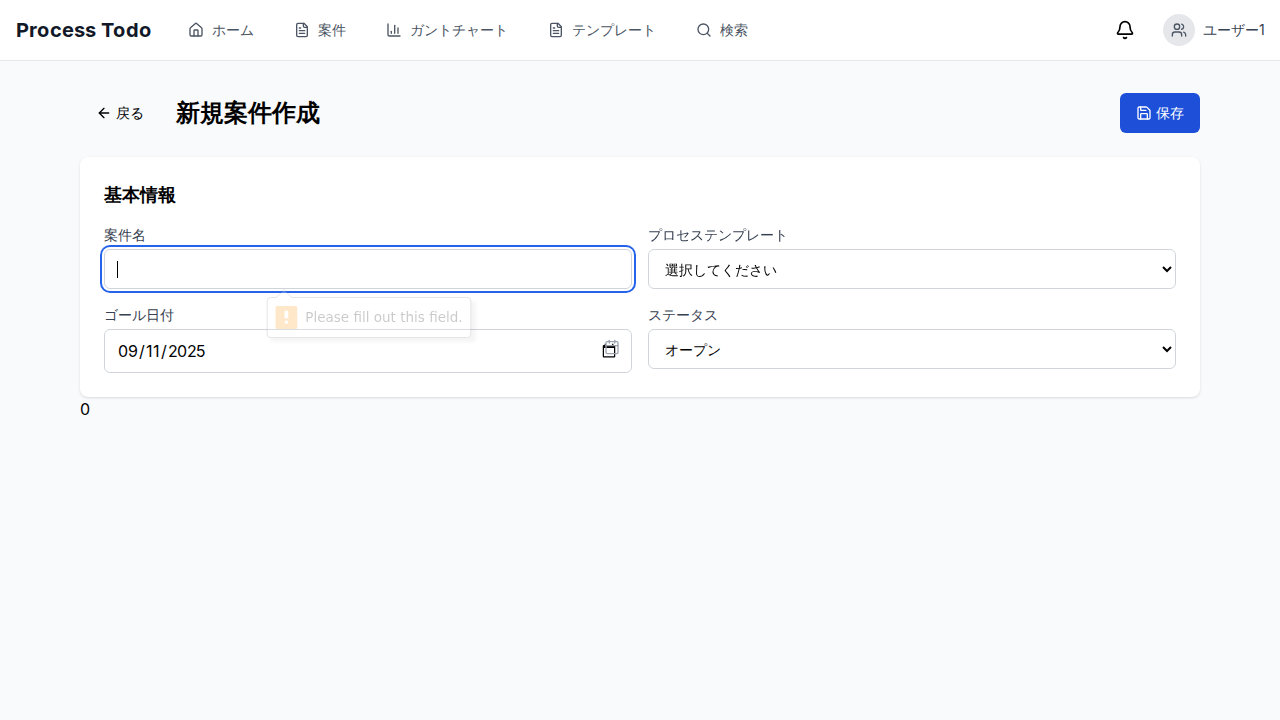 Process Todo ホーム 案件 ガントチャート テンプレート 検索 ユーザー1
戻る 新規案件作成 保存
基本情報
案件名 プロセステンプレート
選択してください
Please fill out this field.
ゴール日付 ステータス
09/11/2025 オープン
0